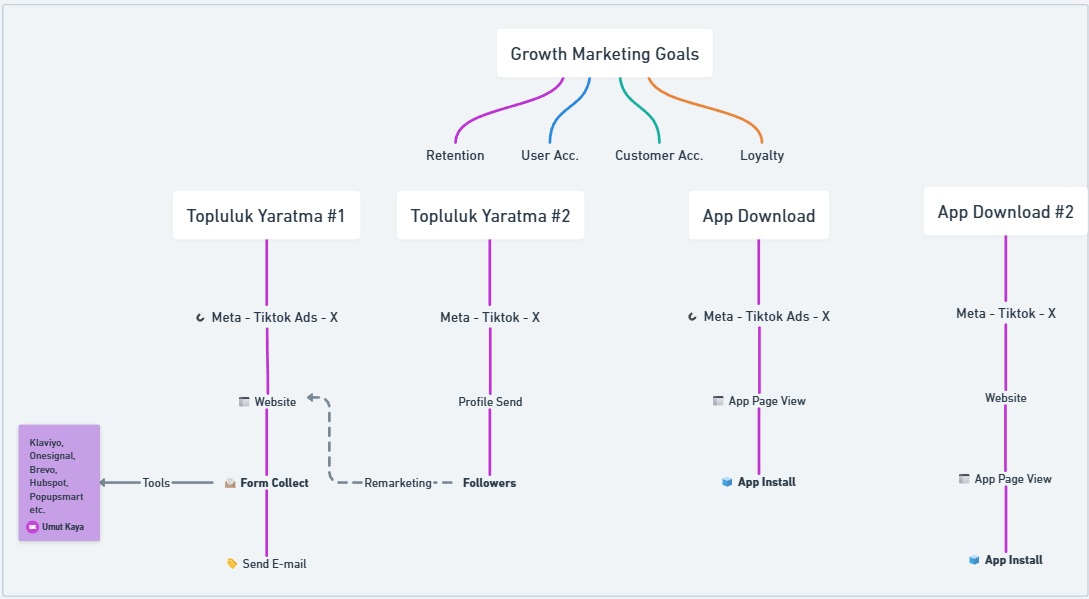 Growth Marketing Goals
Retention
User Acc.
Customer Acc.
Loyalty
Topluluk Yaratma #1
Topluluk Yaratma #2
App Download
App Download #2
Meta - Tiktok Ads - X
Meta - Tiktok - X
Meta - Tiktok Ads - X
Meta - Tiktok - X
Website
Profile Send
App Page View
Website
Klaviyo,
Onesignal,
Brevo,
Hubspot,
Popupsmart
etc.
Umut Kaya
Tools
Form Collect
Remarketing
Followers
App Install
App Page View
Send E-mail
App Install